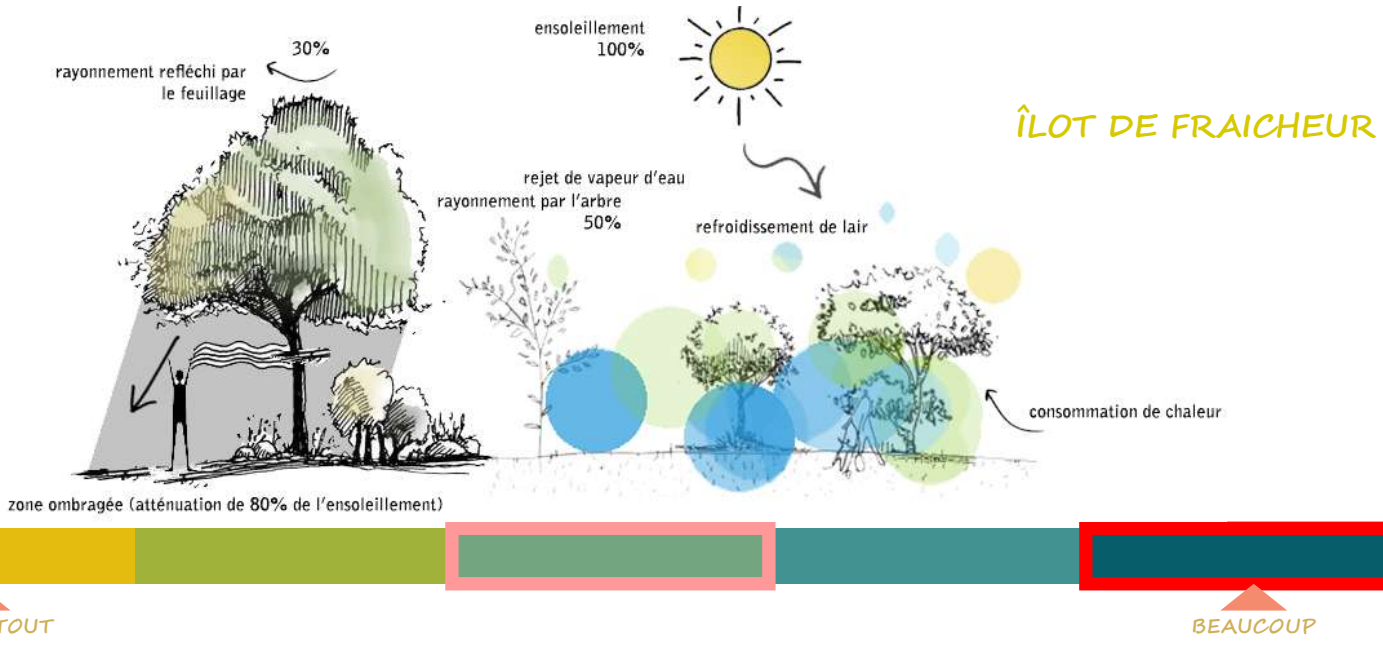 ensoleillement
100%
30%
rayonnement refléchi par
le feuillage
ÎLOT DE FRAICHEUR
rejet de vapeur d'eau
rayonnement par l'arbre
50%
refroidissement de lair
consommation de chaleur
zone ombragée (atténuation de 80% de l'ensoleillement)
TOUT
BEAUCOUP